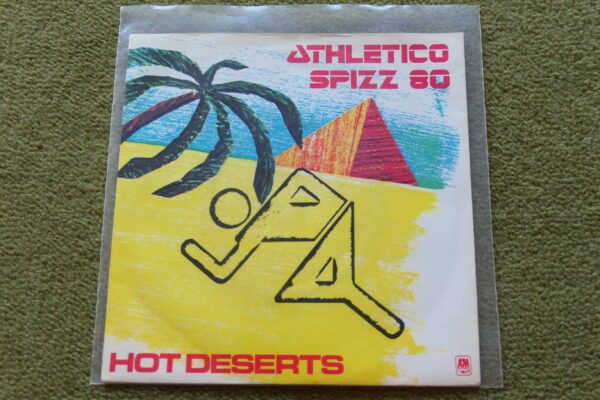 ATHLETICO
SPIZZ 80
HOT DESERTS
A&M